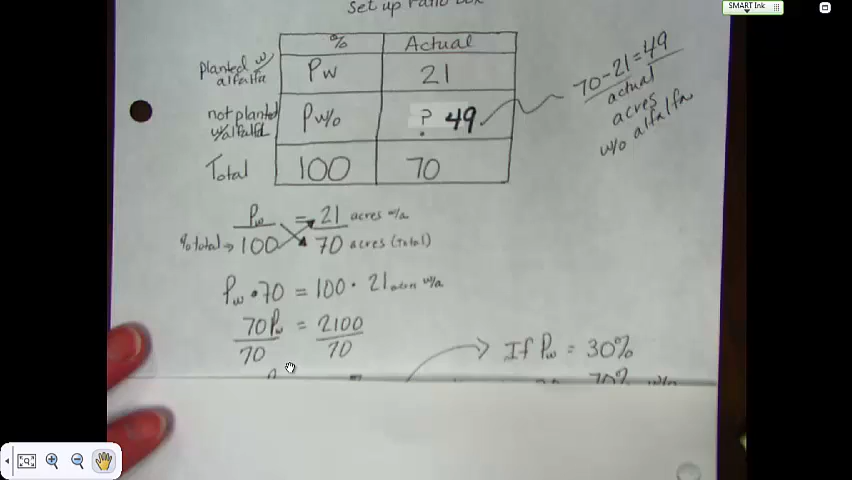 Set up ratio box
SMART Ink
% Actual
planted w/ alfalfa Pw 21
not planted w/alfalfa Pw/o ? 49
Total 100 70
70-21=49
actual
acres
w/o alfalfa
Pw = 21 acres w/a
% total → 100 70 acres (total)
Pw • 70 = 100 • 21 acres w/a
70Pw = 2100
70 70
If Pw = 30%
70% w/o